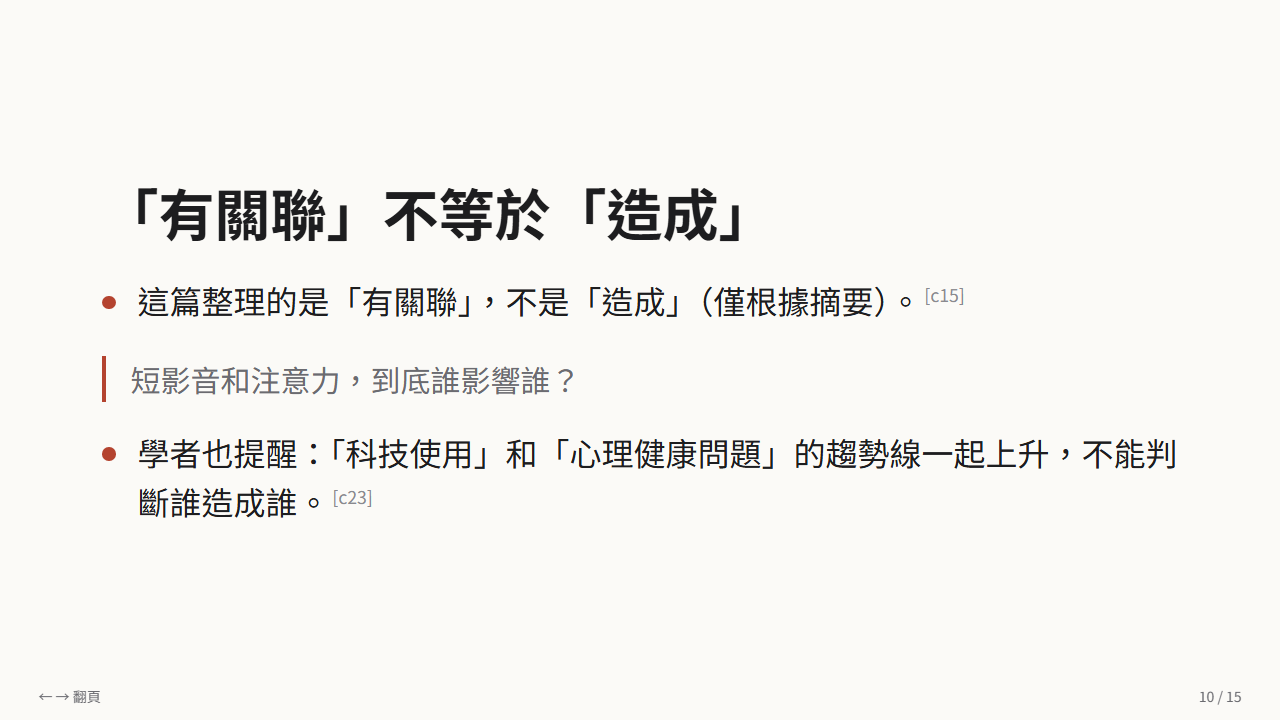 「有關聯」不等於「造成」
這篇整理的是「有關聯」，不是「造成」（僅根據摘要）。[c15]
短影音和注意力，到底誰影響誰？
學者也提醒：「科技使用」和「心理健康問題」的趨勢線一起上升，不能判
斷誰造成誰。[c23]
←→ 翻頁
10 / 15